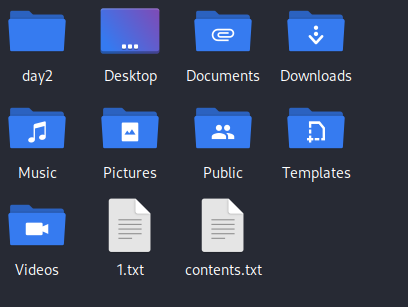 day2
Desktop
Documents
Downloads
Music
Pictures
Public
Templates
Videos
1.txt
contents.txt